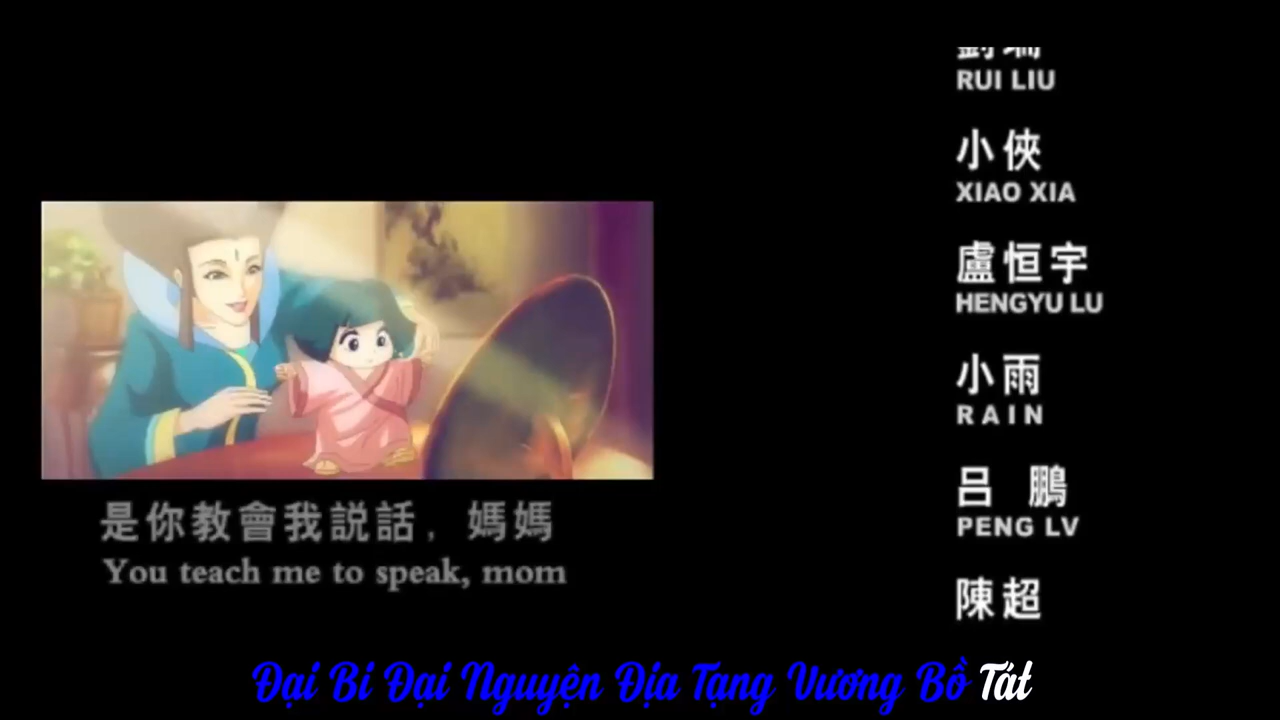 RUI LIU
小俠
XIAO XIA
盧恒宇
HENGYU LU
小雨
RAIN
呂 鵬
PENG LV
陳超
是你教會我説話，媽媽
You teach me to speak, mom
Đại Bi Đại Nguyện Địa Tạng Vương Bồ Tát